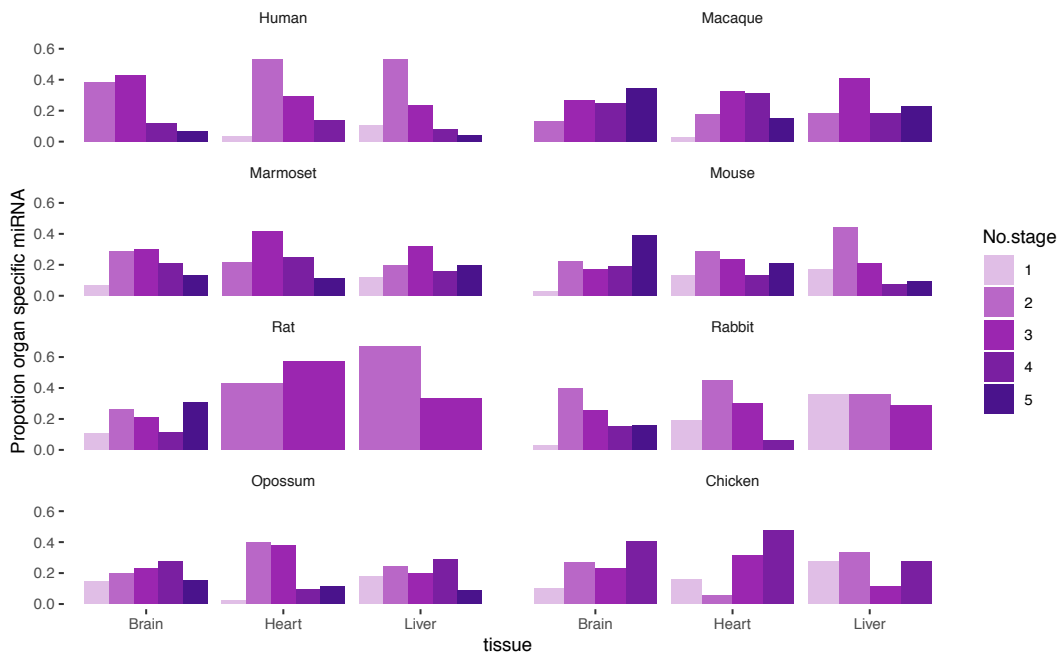 Human
Macaque
0.6
0.4
0.2
0.0
Marmoset
Mouse
0.6
0.4
0.2
0.0
Rat
Rabbit
0.6
0.4
0.2
0.0
Opossum
Chicken
0.6
0.4
0.2
0.0
Brain
Heart
Liver
Brain
Heart
Liver
tissue
Propotion organ specific miRNA
No.stage
1
2
3
4
5